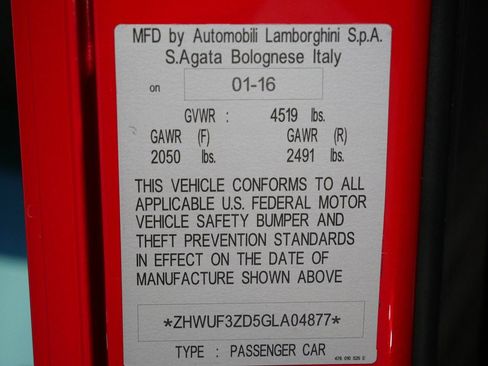 MFD by Automobili Lamborghini S.p.A.
S.Agata Bolognese Italy
on 01-16
GVWR : 4519 lbs.
GAWR (F) GAWR (R)
2050 lbs. 2491 lbs.
THIS VEHICLE CONFORMS TO ALL
APPLICABLE U.S. FEDERAL MOTOR
VEHICLE SAFETY BUMPER AND
THEFT PREVENTION STANDARDS
IN EFFECT ON THE DATE OF
MANUFACTURE SHOWN ABOVE
*ZHWUF3ZD5GLA04877*
TYPE : PASSENGER CAR